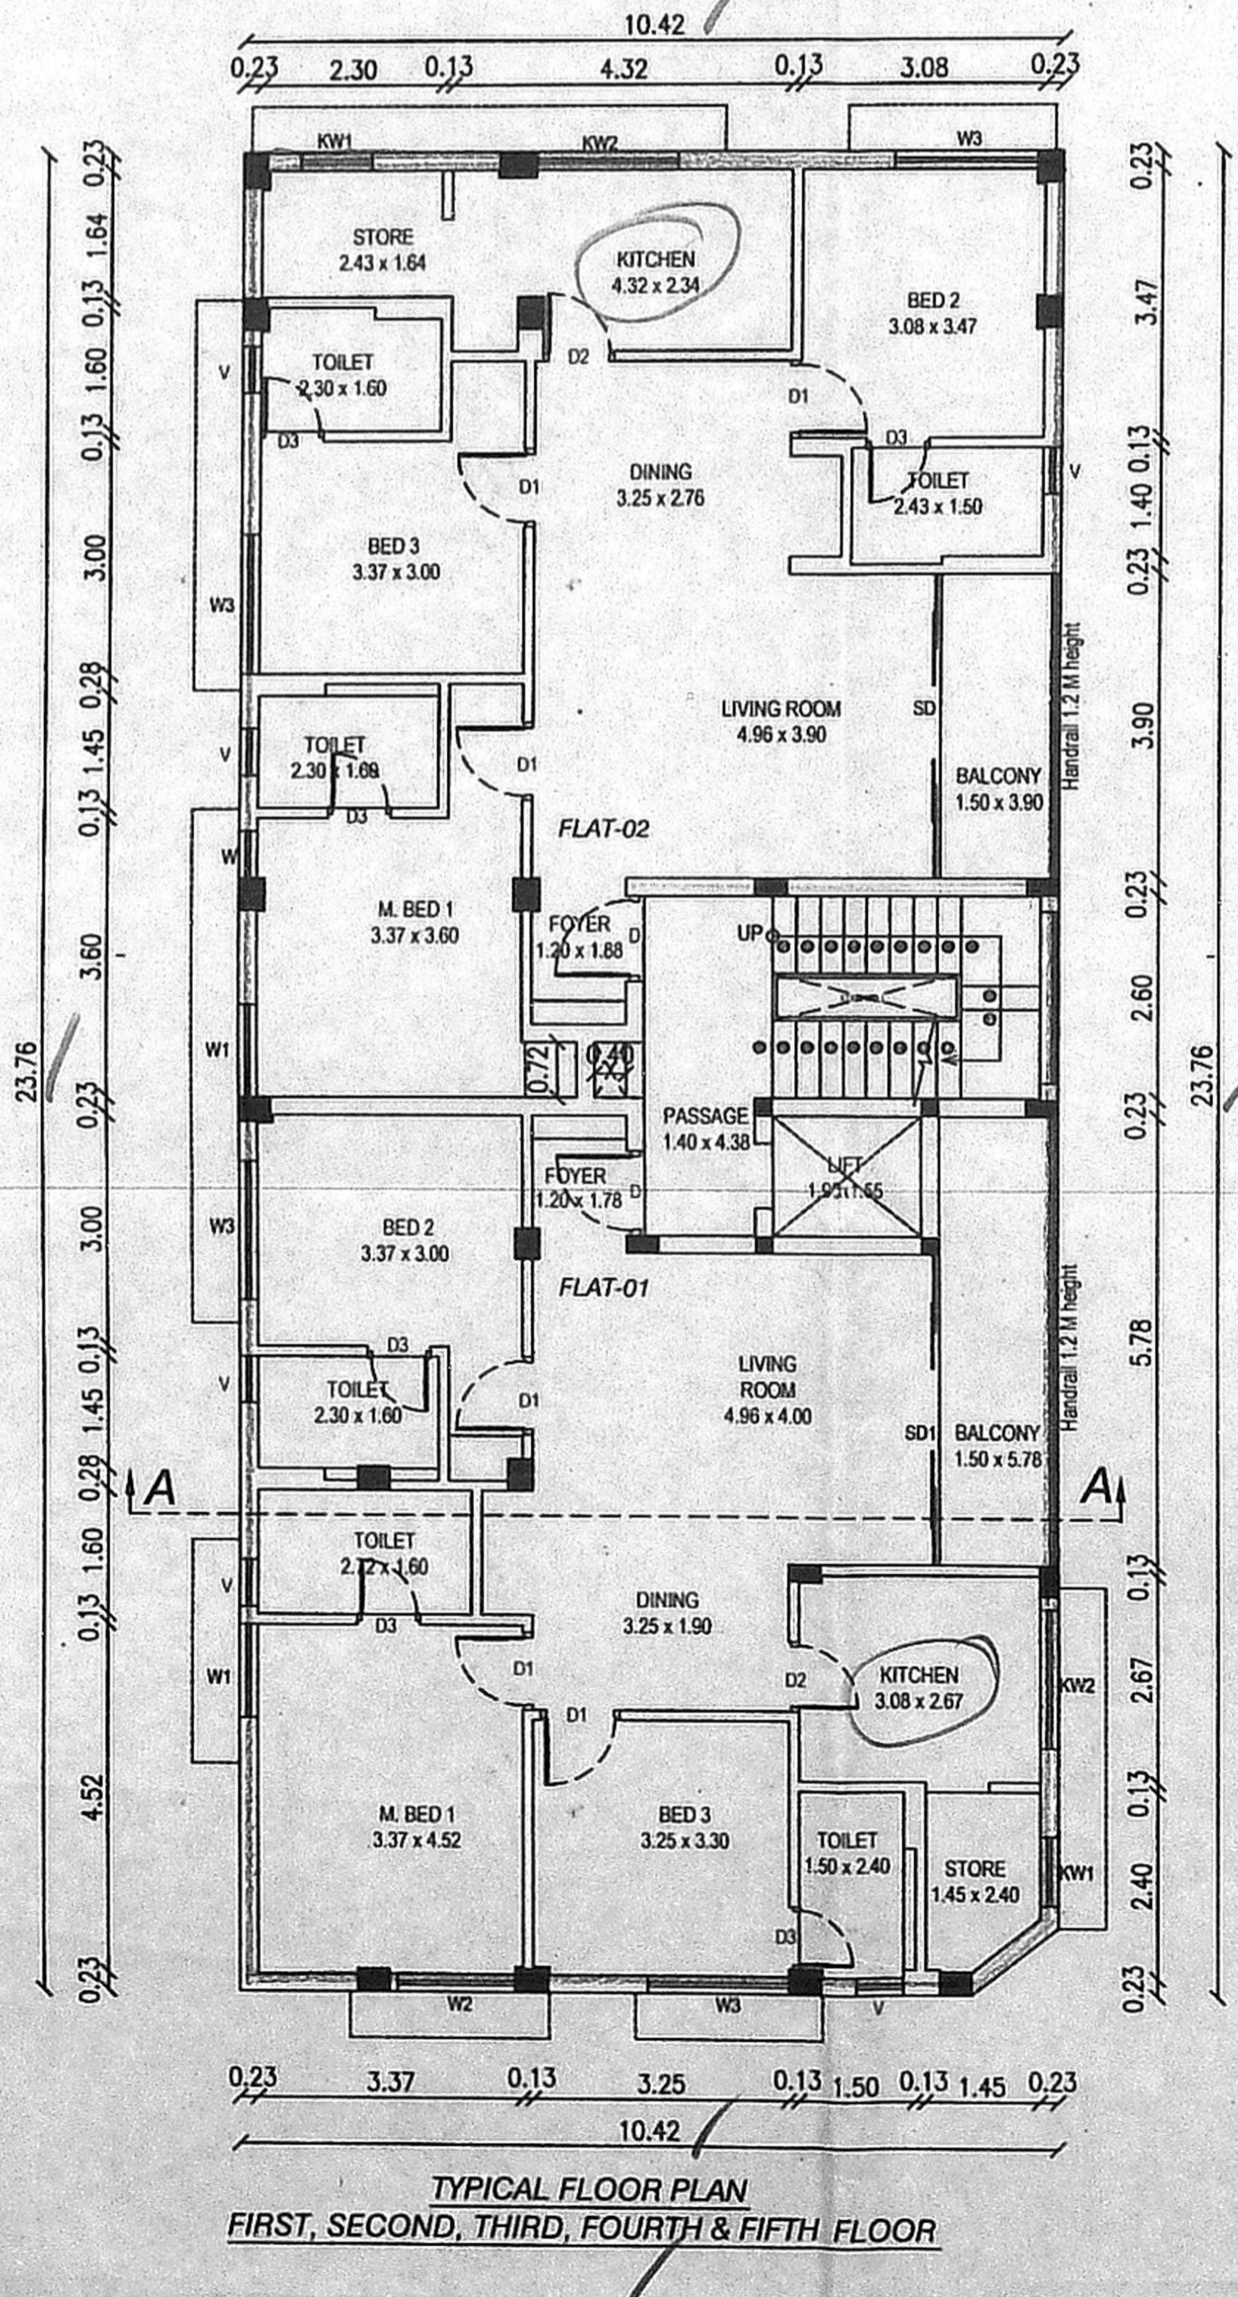 10.42
0.23 2.30 0.13 4.32 0.13 3.08 0.23
KW1
KW2
W3
0.23
1.64
0.13
1.60
0.13
3.00
0.28
1.45
0.13
3.60
0.23
3.00
0.13
1.45
0.28
1.60
0.13
4.52
0.23
23.76
STORE
2.43 x 1.64
KITCHEN
4.32 x 2.34
BED 2
3.08 x 3.47
V
TOILET
2.30 x 1.60
D3
D2
D1
D3
TOILET
2.43 x 1.50
V
DINING
3.25 x 2.76
D1
BED 3
3.37 x 3.00
W3
TOILET
2.30 x 1.60
V
D3
D1
LIVING ROOM
4.96 x 3.90
SD
BALCONY
1.50 x 3.90
Handrail 1.2 M height
FLAT-02
W
M. BED 1
3.37 x 3.60
FOYER
1.20 x 1.88
D
UP
W1
0.72
0.40
PASSAGE
1.40 x 4.38
LIFT
FOYER
1.20 x 1.78
D
BED 2
3.37 x 3.00
W3
FLAT-01
D3
V
TOILET
2.30 x 1.60
D1
LIVING
ROOM
4.96 x 4.00
SD1
BALCONY
1.50 x 5.78
Handrail 1.2 M height
A
A
TOILET
2.72 x 1.60
V
D3
DINING
3.25 x 1.90
D1
D1
D2
KITCHEN
3.08 x 2.67
KW2
W1
M. BED 1
3.37 x 4.52
BED 3
3.25 x 3.30
TOILET
1.50 x 2.40
STORE
1.45 x 2.40
KW1
D3
W2
W3
V
0.23
3.47
0.13
1.40
0.23
3.90
0.23
2.60
0.23
5.78
0.13
2.67
0.13
2.40
0.23
23.76
0.23 3.37 0.13 3.25 0.13 1.50 0.13 1.45 0.23
10.42
TYPICAL FLOOR PLAN
FIRST, SECOND, THIRD, FOURTH & FIFTH FLOOR